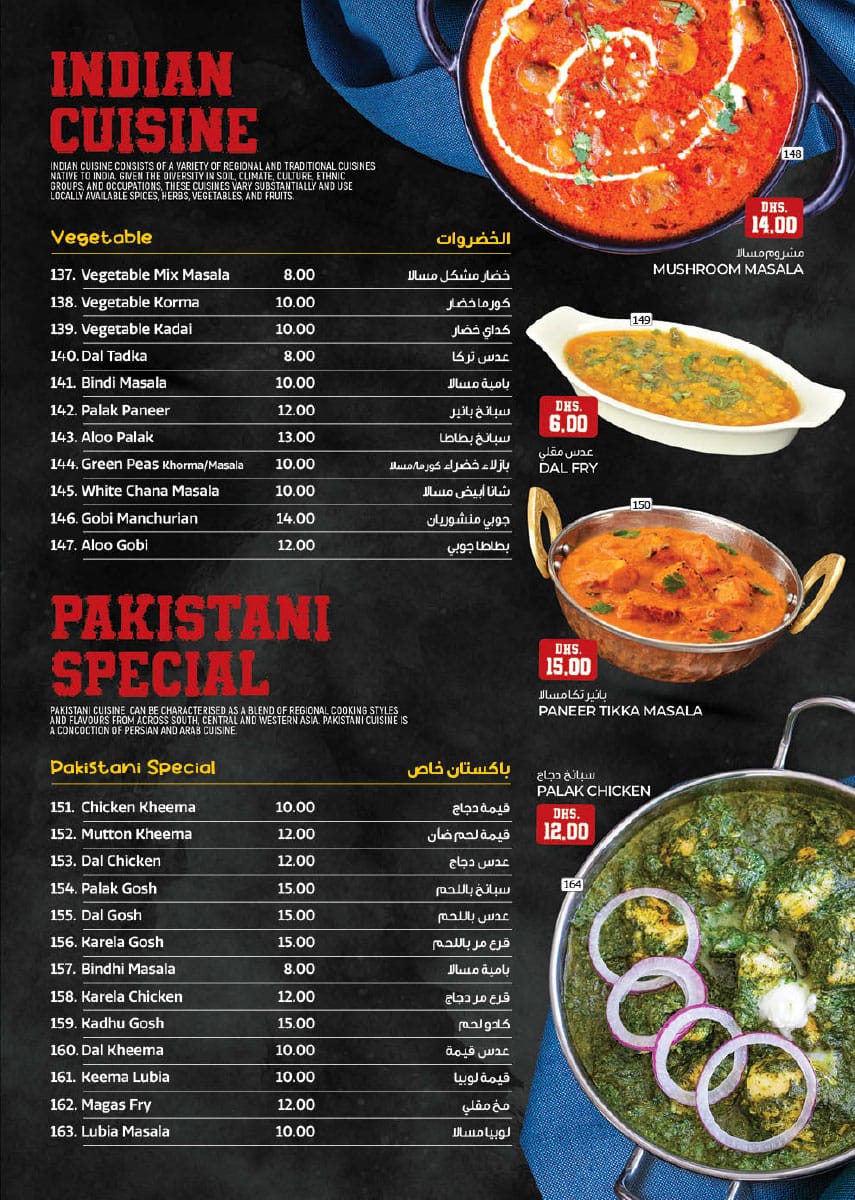 INDIAN
CUISINE
INDIAN CUISINE CONSISTS OF A VARIETY OF REGIONAL AND TRADITIONAL CUISINES
NATIVE TO INDIA. GIVEN THE DIVERSITY IN SOIL, CLIMATE, CULTURE, ETHNIC
GROUPS, AND OCCUPATIONS, THESE CUISINES VARY SUBSTANTIALLY AND USE
LOCALLY AVAILABLE SPICES, HERBS, VEGETABLES, AND FRUITS.
Vegetable الخضروات
137. Vegetable Mix Masala 8.00 خضار مشكل مسالا
138. Vegetable Korma 10.00 كورما خضار
139. Vegetable Kadai 10.00 كداي خضار
140. Dal Tadka 8.00 عدس تركا
141. Bindi Masala 10.00 بامية مسالا
142. Palak Paneer 12.00 سبانخ بانير
143. Aloo Palak 13.00 سبانخ بطاطا
144. Green Peas Khorma/Masala 10.00 بازلاء خضراء كورما/مسالا
145. White Chana Masala 10.00 شانا أبيض مسالا
146. Gobi Manchurian 14.00 جوبي منشوريان
147. Aloo Gobi 12.00 بطاطا جوبي
148
DHS.
14.00
مشروم مسالا
MUSHROOM MASALA
149
DHS.
6.00
عدس مقلي
DAL FRY
150
DHS.
15.00
بانير تكا مسالا
PANEER TIKKA MASALA
PAKISTANI
SPECIAL
PAKISTANI CUISINE CAN BE CHARACTERISED AS A BLEND OF REGIONAL COOKING STYLES
AND FLAVOURS FROM ACROSS SOUTH, CENTRAL AND WESTERN ASIA. PAKISTANI CUISINE IS
A CONCOCTION OF PERSIAN AND ARAB CUISINE.
Pakistani Special باكستان خاص
151. Chicken Kheema 10.00 قيمة دجاج
152. Mutton Kheema 12.00 قيمة لحم ضأن
153. Dal Chicken 12.00 عدس دجاج
154. Palak Gosh 15.00 سبانخ باللحم
155. Dal Gosh 15.00 عدس باللحم
156. Karela Gosh 15.00 قرع مر باللحم
157. Bindhi Masala 8.00 بامية مسالا
158. Karela Chicken 12.00 قرع مر دجاج
159. Kadhu Gosh 15.00 كادو لحم
160. Dal Kheema 10.00 عدس قيمة
161. Keema Lubia 10.00 قيمة لوبيا
162. Magas Fry 12.00 مخ مقلي
163. Lubia Masala 10.00 لوبيا مسالا
سبانخ دجاج
PALAK CHICKEN
DHS.
12.00
164